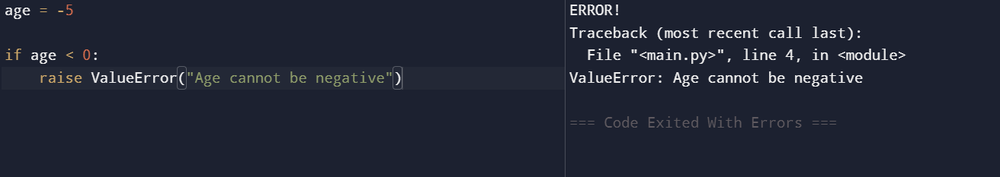 age = -5
if age < 0:
    raise ValueError("Age cannot be negative")
ERROR!
Traceback (most recent call last):
  File "<main.py>", line 4, in <module>
ValueError: Age cannot be negative
=== Code Exited With Errors ===